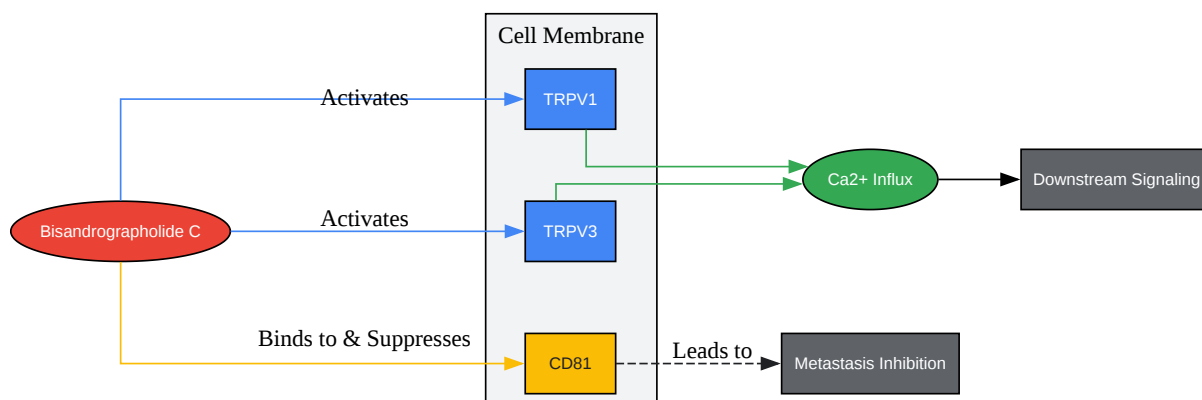 Cell Membrane
Activates
TRPV1
Ca2+ Influx
Downstream Signaling
Bisandrographolide C
Activates
TRPV3
Binds to & Suppresses
CD81
Leads to
Metastasis Inhibition